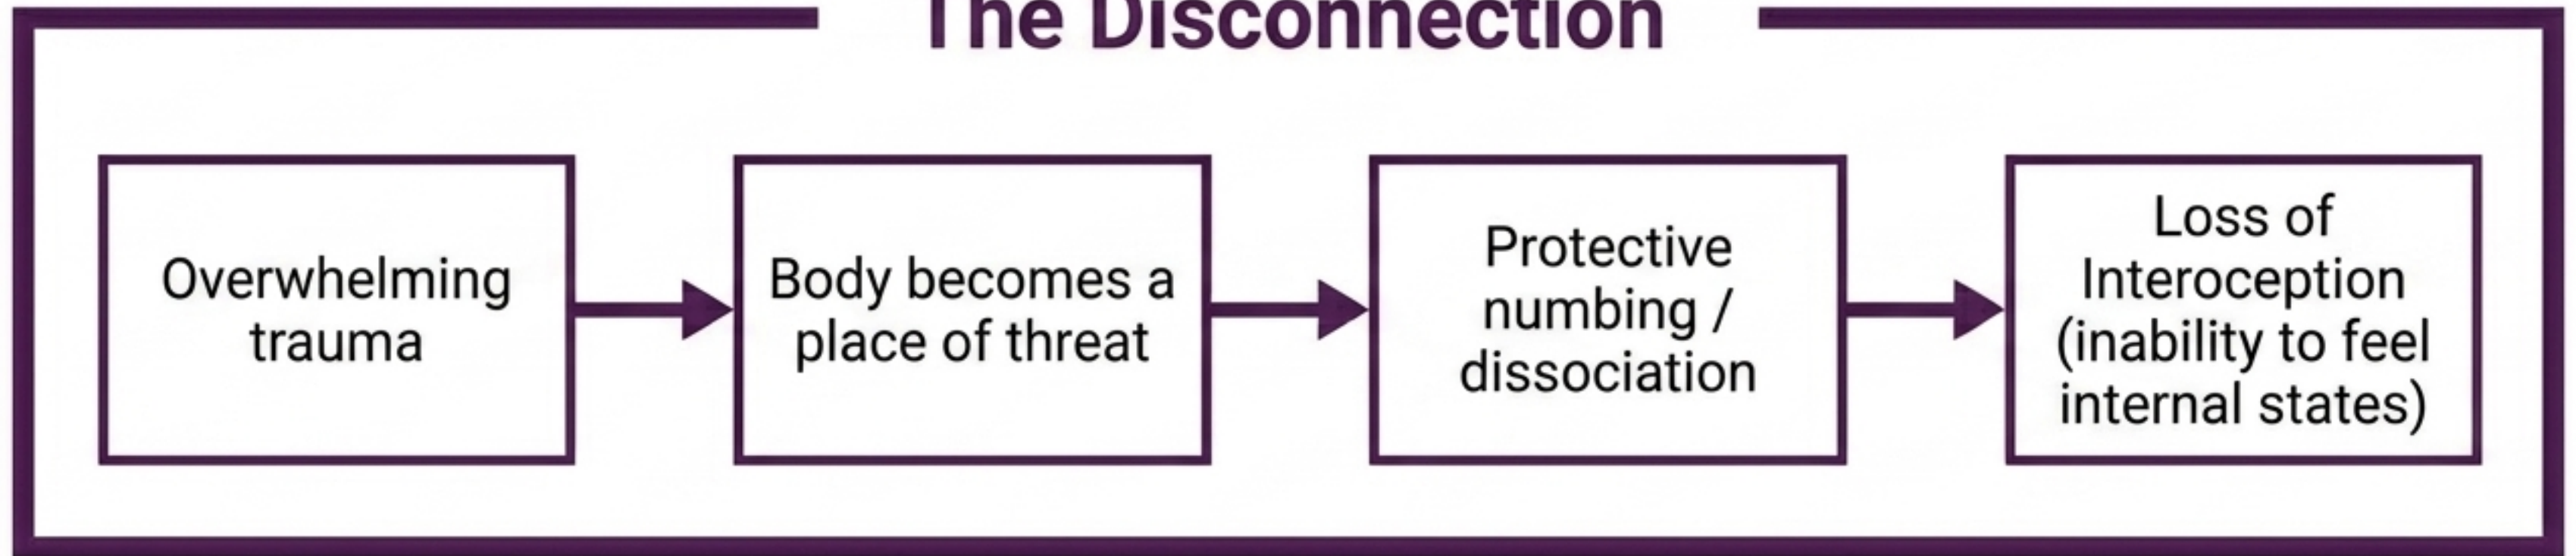 The Disconnection
Overwhelming
trauma
Body becomes a
place of threat
Protective
numbing /
dissociation
Loss of
Interoception
(inability to feel
internal states)